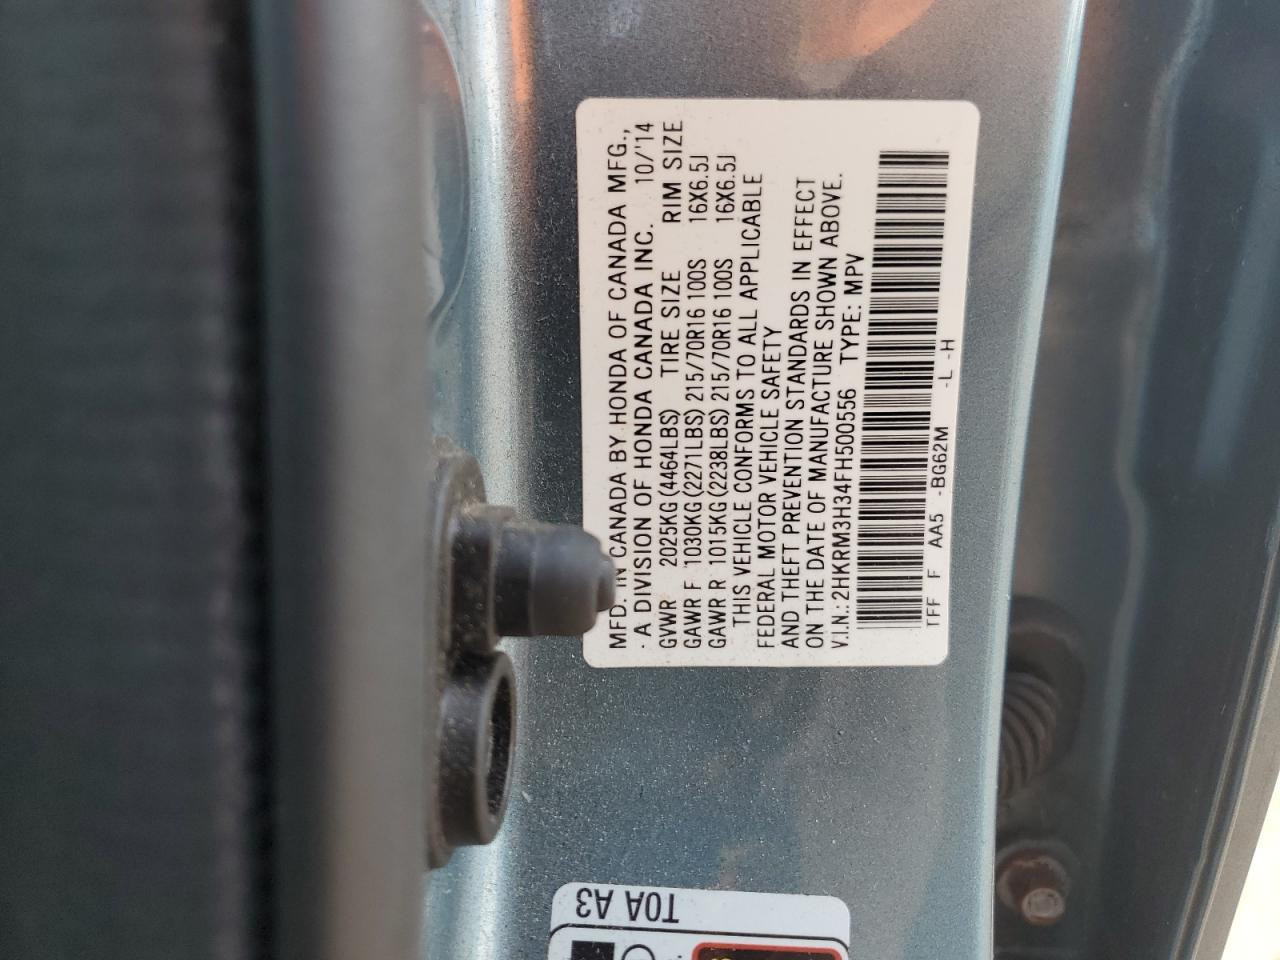 MFD. IN CANADA BY HONDA OF CANADA MFG.,
. A DIVISION OF HONDA CANADA INC. 10/'14
GVWR 2025KG(4464LBS) TIRE SIZE RIM SIZE
GAWR F 1030KG(2271LBS) 215/70R16 100S 16X6.5J
GAWR R 1015KG(2238LBS) 215/70R16 100S 16X6.5J
THIS VEHICLE CONFORMS TO ALL APPLICABLE
FEDERAL MOTOR VEHICLE SAFETY
AND THEFT PREVENTION STANDARDS IN EFFECT
ON THE DATE OF MANUFACTURE SHOWN ABOVE.
V.I.N.: 2HKRM3H34FH500556 TYPE: MPV
TFF F AA5 -BG62M -L -H
T0A A3